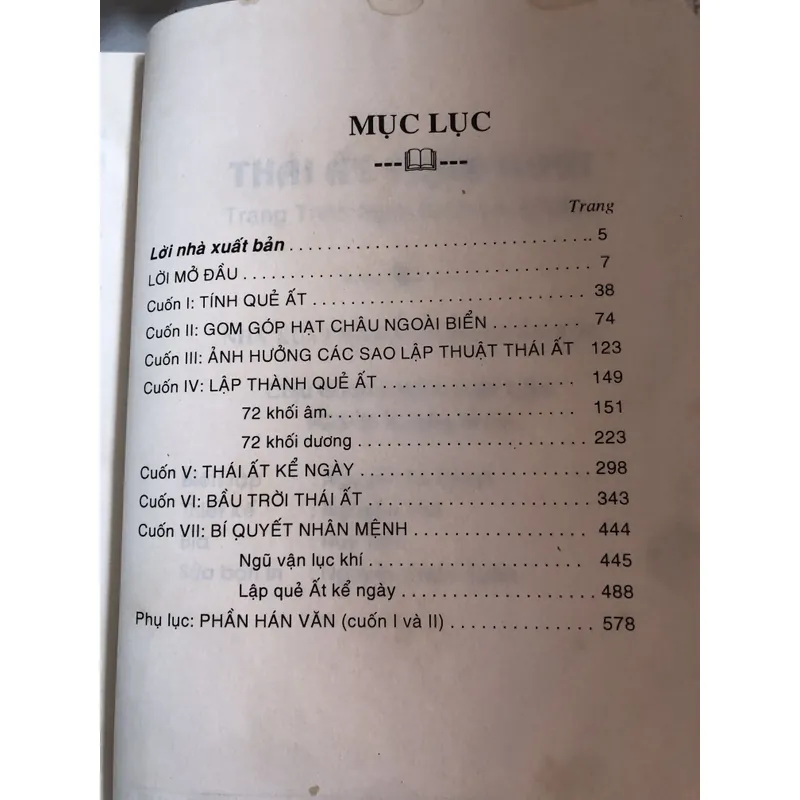 MỤC LỤC
Trang
Lời nhà xuất bản . . . . . . . . . . . . . . . . . . . . . . . . . . . . . . 5
LỜI MỞ ĐẦU . . . . . . . . . . . . . . . . . . . . . . . . . . . . . . 7
Cuốn I: TÍNH QUẺ ẤT . . . . . . . . . . . . . . . . . . . . . . . 38
Cuốn II: GOM GÓP HẠT CHÂU NGOÀI BIỂN . . . . . . . . . 74
Cuốn III: ẢNH HƯỞNG CÁC SAO LẬP THUẬT THÁI ẤT 123
Cuốn IV: LẬP THÀNH QUẺ ẤT . . . . . . . . . . . . . . . . 149
72 khối âm. . . . . . . . . . . . . . . . . . . . 151
72 khối dương . . . . . . . . . . . . . . . . . . 223
Cuốn V: THÁI ẤT KỂ NGÀY . . . . . . . . . . . . . . . . . . 298
Cuốn VI: BẦU TRỜI THÁI ẤT . . . . . . . . . . . . . . . . . . 343
Cuốn VII: BÍ QUYẾT NHÂN MỆNH . . . . . . . . . . . . . . 444
Ngũ vận lục khí . . . . . . . . . . . . . . . . . 445
Lập quẻ Ất kể ngày . . . . . . . . . . . . . . . 488
Phụ lục: PHẦN HÁN VĂN (cuốn I và II) . . . . . . . . . . . . 578